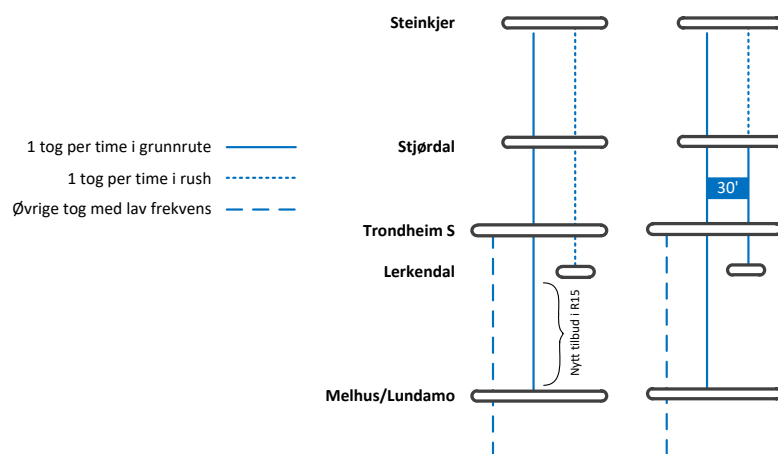 Steinkjer
1 tog per time i grunnrute
Stjørdal
1 tog per time i rush
30'
Øvrige tog med lav frekvens
Trondheim S
Lerkendal
Nytt tilbud i R15
Melhus/Lundamo